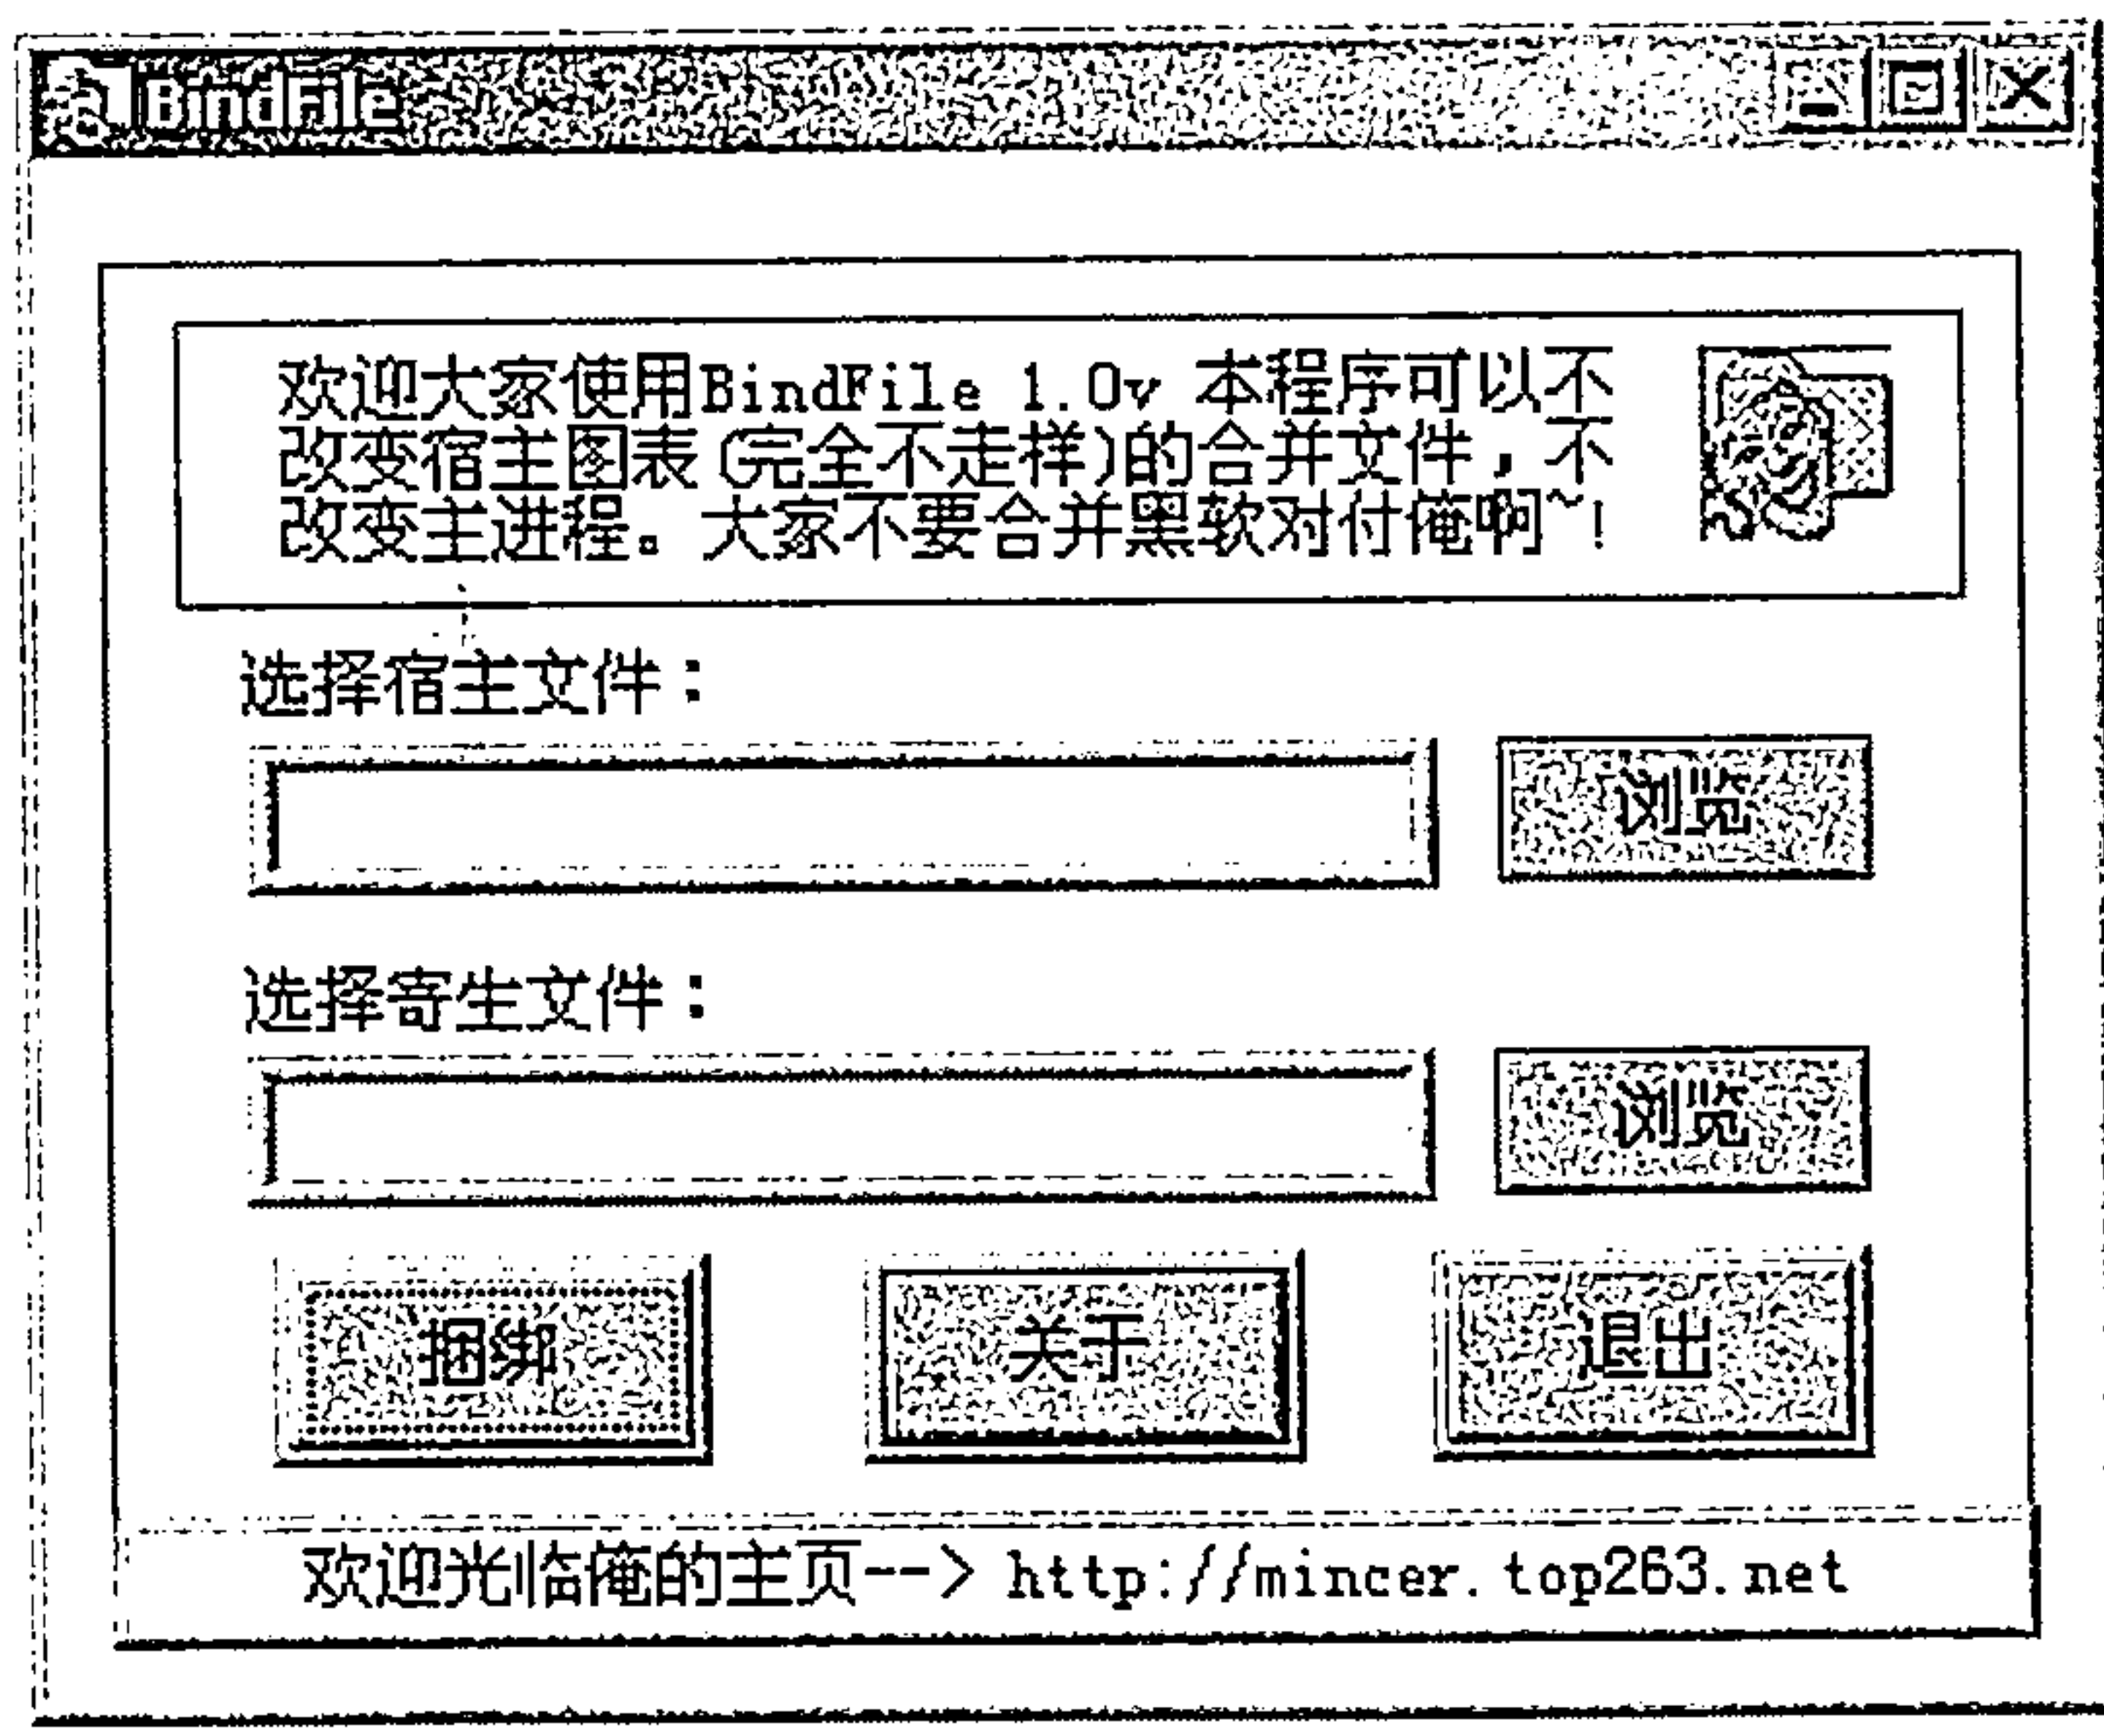 BindFile
欢迎大家使用BindFile 1.0v 本程序可以不
改变宿主图表(完全不走样)的合并文件，不
改变主进程。大家不要合并黑软对付俺啊~!
选择宿主文件：
浏览
选择寄生文件：
浏览
捆绑 关于 退出
欢迎光临俺的主页--> http://mincer.top263.net